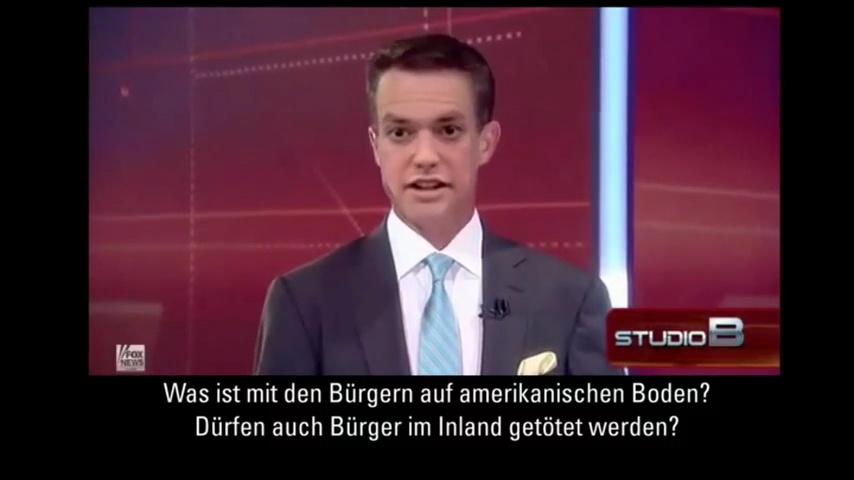 STUDIO B
FOX
NEWS
Was ist mit den Bürgern auf amerikanischen Boden?
Dürfen auch Bürger im Inland getötet werden?